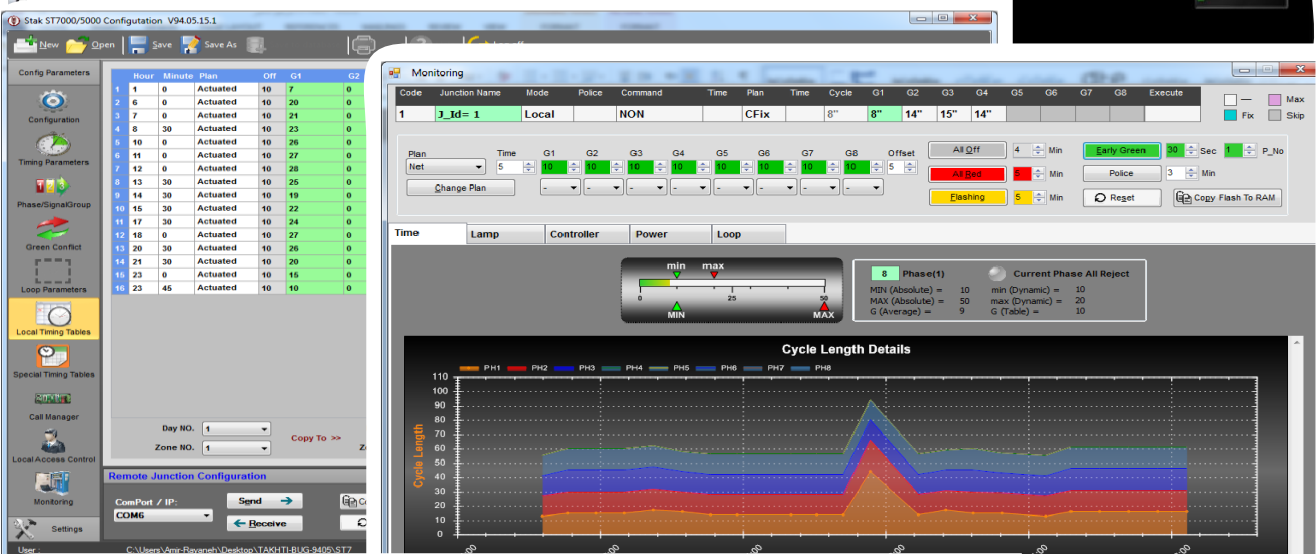 Stak ST7000/5000 Configutation V94.05.15.1
New Open Save Save As
Config Parameters
Configuration
Timing Parameters
Phase/SignalGroup
Green Conflict
Loop Parameters
Local Timing Tables
Special Timing Tables
Call Manager
Local Access Control
Monitoring
Settings
User :
Hour Minute Plan Off G1 G2
1 1 0 Actuated 10 7 0
2 6 0 Actuated 10 20 0
3 7 0 Actuated 10 21 0
4 8 30 Actuated 10 23 0
5 10 0 Actuated 10 26 0
6 11 0 Actuated 10 27 0
7 12 0 Actuated 10 28 0
8 13 30 Actuated 10 25 0
9 14 30 Actuated 10 19 0
10 15 30 Actuated 10 22 0
11 17 30 Actuated 10 24 0
12 18 0 Actuated 10 27 0
13 20 30 Actuated 10 26 0
14 21 30 Actuated 10 20 0
15 23 0 Actuated 10 15 0
16 23 45 Actuated 10 10 0
Day NO. 1
Copy To >>
Zone NO. 1
Remote Junction Configuration
ComPort / IP: Send
COM6 Receive
C:\Users\Amir-Rayaneh\Desktop\TAKHTI-BUG-9405\ST7
Monitoring
Code Junction Name Mode Police Command Time Plan Time Cycle G1 G2 G3 G4 G5 G6 G7 G8 Execute
1 J_Id= 1 Local NON CFix 8" 8" 14" 15" 14"
— Max
Fix Skip
Plan Time G1 G2 G3 G4 G5 G6 G7 G8 Offset
Net 5 10 10 10 10 10 10 10 10 5
Change Plan - - - - - - - -
All Off 4 Min Early Green 30 Sec 1 P_No
All Red 5 Min Police 3 Min
Flashing 5 Min Reset Copy Flash To RAM
Time Lamp Controller Power Loop
min max
0 25 50
MIN MAX
8 Phase(1) Current Phase All Reject
MIN (Absolute) = 10 min (Dynamic) = 10
MAX (Absolute) = 50 max (Dynamic) = 20
G (Average) = 9 G (Table) = 10
Cycle Length Details
PH1 PH2 PH3 PH4 PH5 PH6 PH7 PH8
Cycle Length
110
100
90
80
70
60
50
40
30
20
10
0